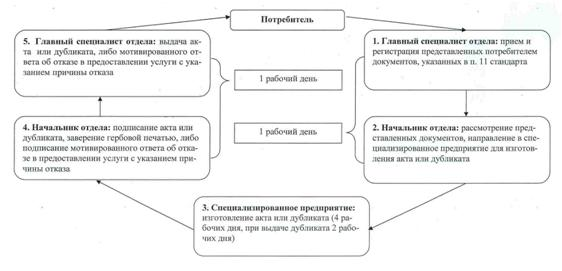 Потребитель
5. Главный специалист отдела: выдача ак-
та или дубликата, либо мотивированного от-
вета об отказе в предоставлении услуги с ука-
занием причины отказа
1. Главный специалист отдела: прием и
регистрация представленных потребителем
документов, указанных в п. 11 стандарта
1 рабочий день
1 рабочий день
4. Начальник отдела: подписание акта или
дубликата, заверение гербовой печатью, либо
подписание мотивированного ответа об отка-
зе в предоставлении услуги с указанием при-
чины отказа
2. Начальник отдела: рассмотрение пред-
ставленных документов, направление в спе-
циализированное предприятие для изготов-
ления акта или дубликата
3. Специализированное предприятие:
изготовление акта или дубликата (4 ра-
бочих дня, при выдаче дубликата 2 рабо-
чих дня)